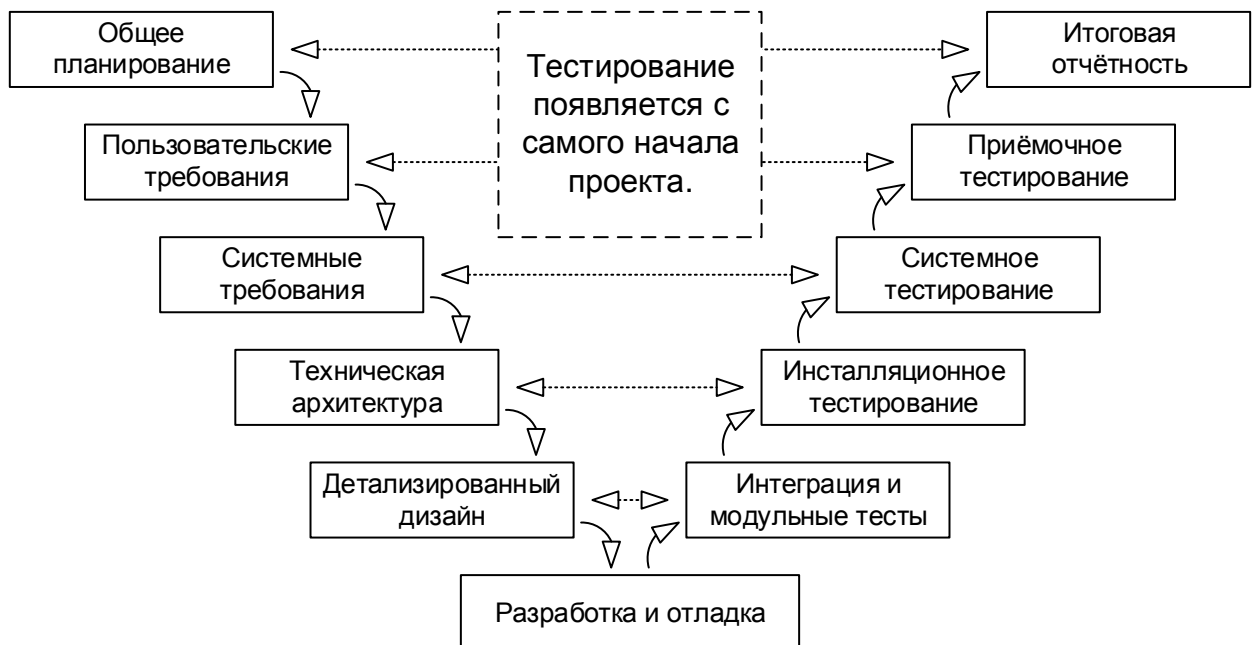 Общее
планирование
Тестирование
появляется с
самого начала
проекта.
Итоговая
отчётность
Пользовательские
требования
Приёмочное
тестирование
Системные
требования
Системное
тестирование
Техническая
архитектура
Инсталляционное
тестирование
Детализированный
дизайн
Интеграция и
модульные тесты
Разработка и отладка